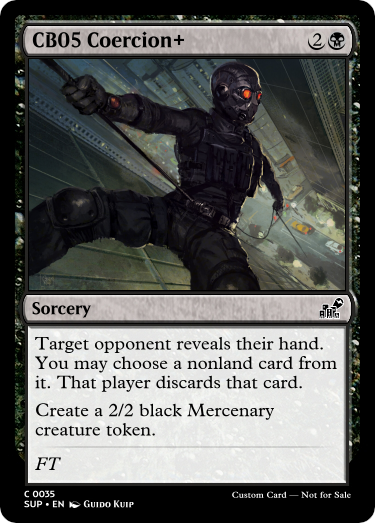 CB05 Coercion+ 2
Sorcery
Target opponent reveals their hand.
You may choose a nonland card from
it. That player discards that card.
Create a 2/2 black Mercenary
creature token.
FT
C 0035
SUP • EN Guido Kuip
Custom Card — Not for Sale